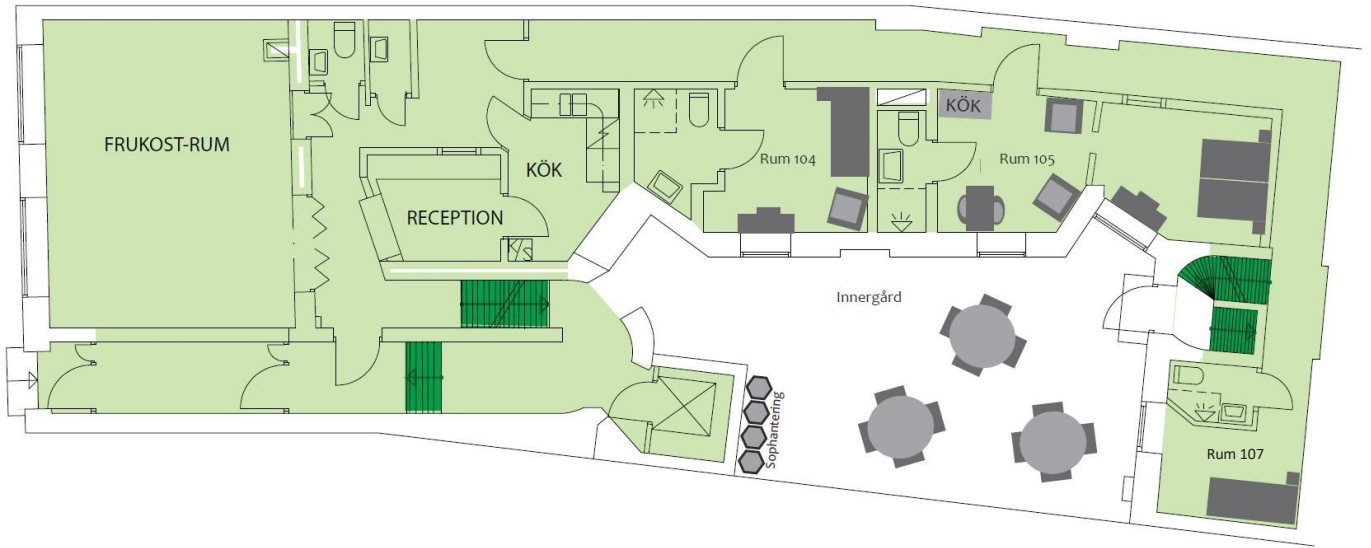 FRUKOST-RUM
KÖK
RECEPTION
K/S
Rum 104
KÖK
Rum 105
Innergård
Sophantering
Rum 107